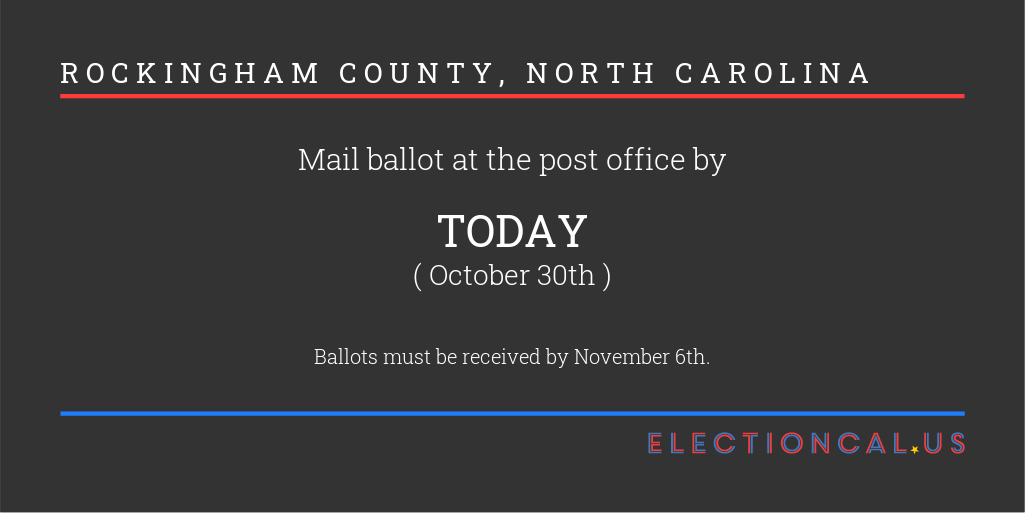 ROCKINGHAM COUNTY, NORTH CAROLINA
Mail ballot at the post office by
TODAY
( October 30th )
Ballots must be received by November 6th.
ELECTIONCAL.US